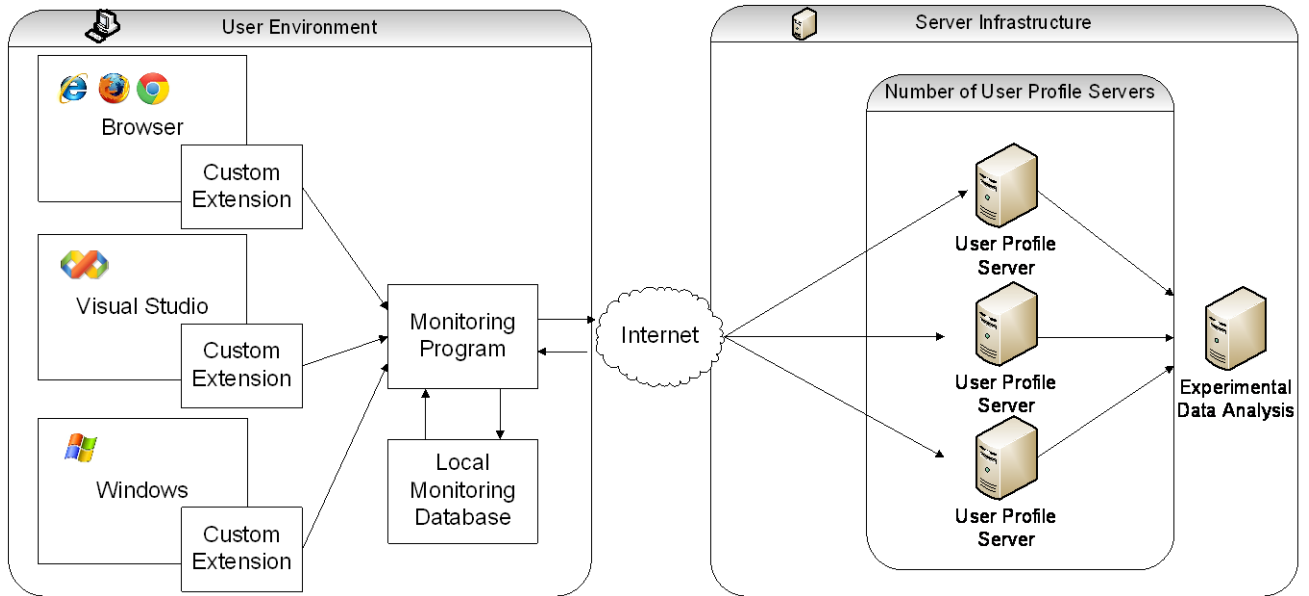 User Environment
Browser
Custom
Extension
Visual Studio
Custom
Extension
Windows
Custom
Extension
Monitoring
Program
Local
Monitoring
Database
Internet
Server Infrastructure
Number of User Profile Servers
User Profile
Server
User Profile
Server
User Profile
Server
Experimental
Data Analysis